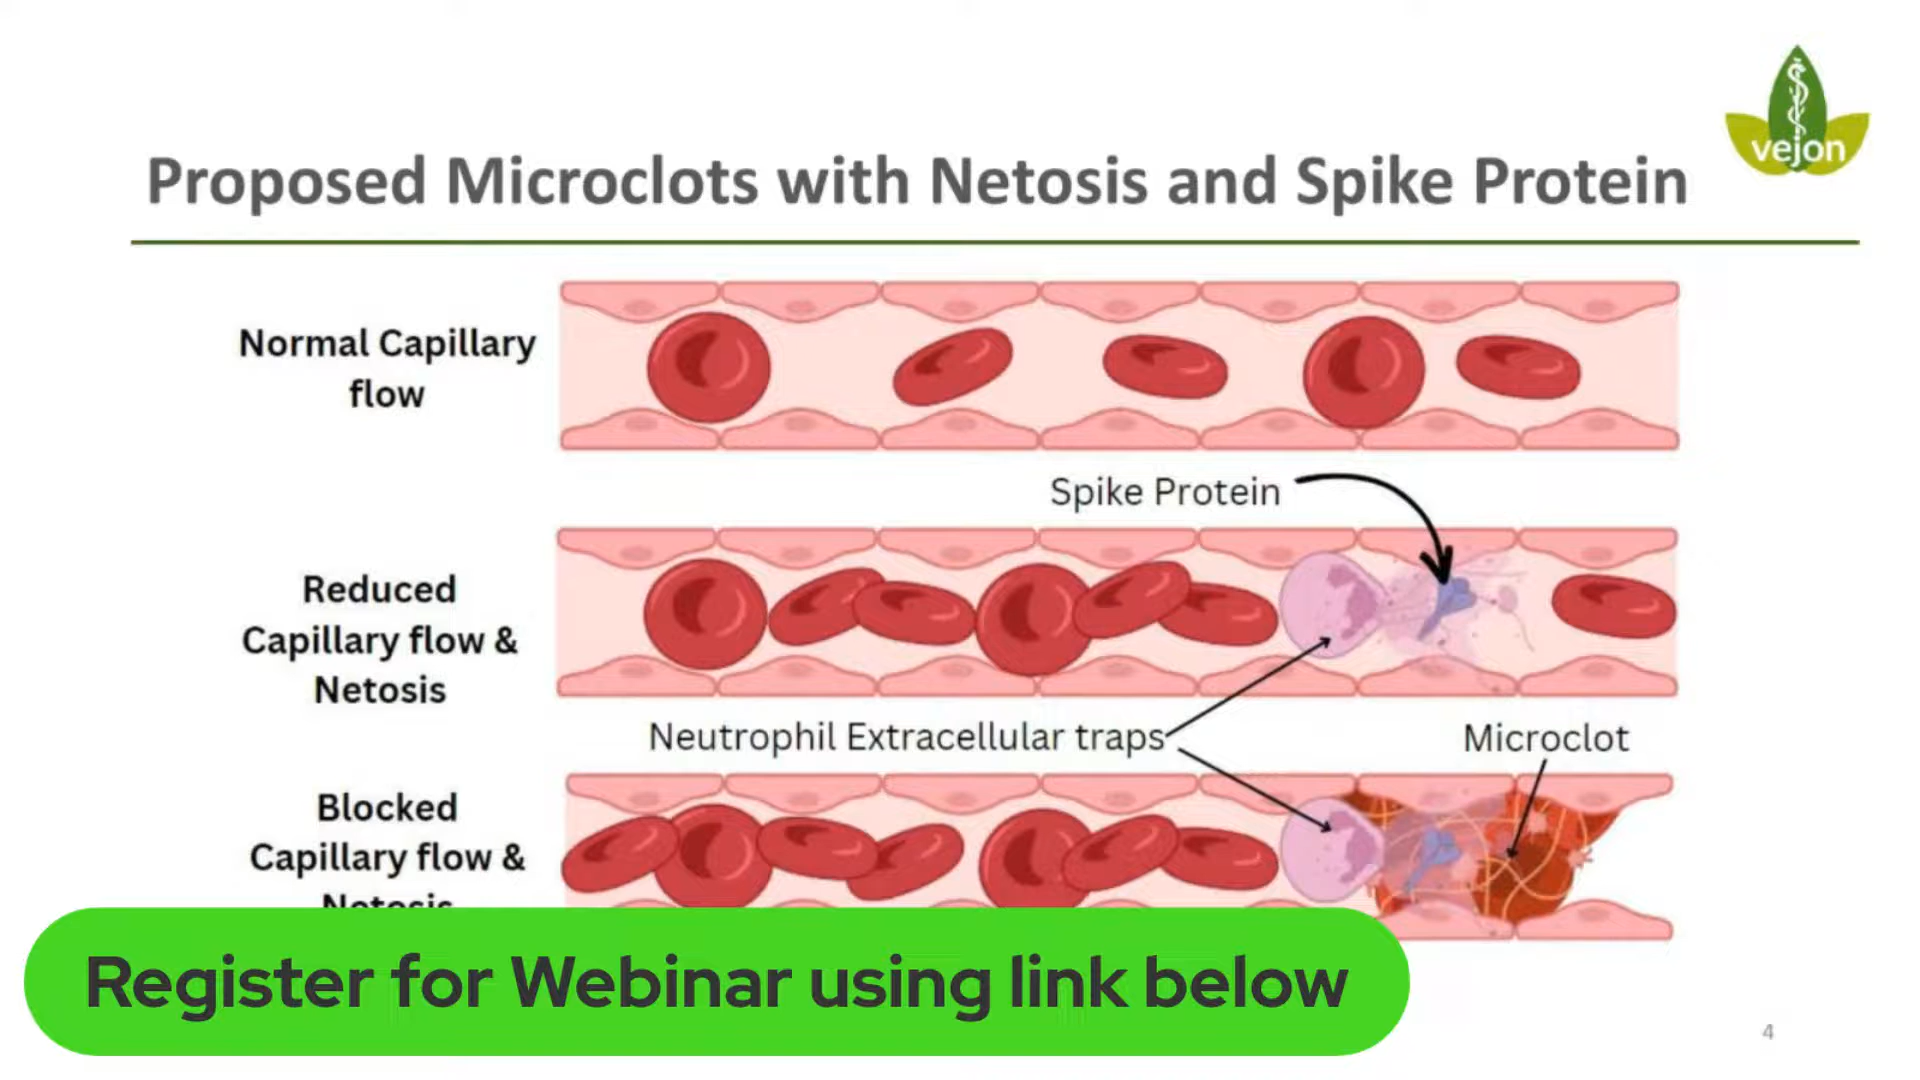 vejon
Proposed Microclots with Netosis and Spike Protein
Normal Capillary
flow
Spike Protein
Reduced
Capillary flow &
Netosis
Neutrophil Extracellular traps
Microclot
Blocked
Capillary flow &
Netosis
Register for Webinar using link below
4